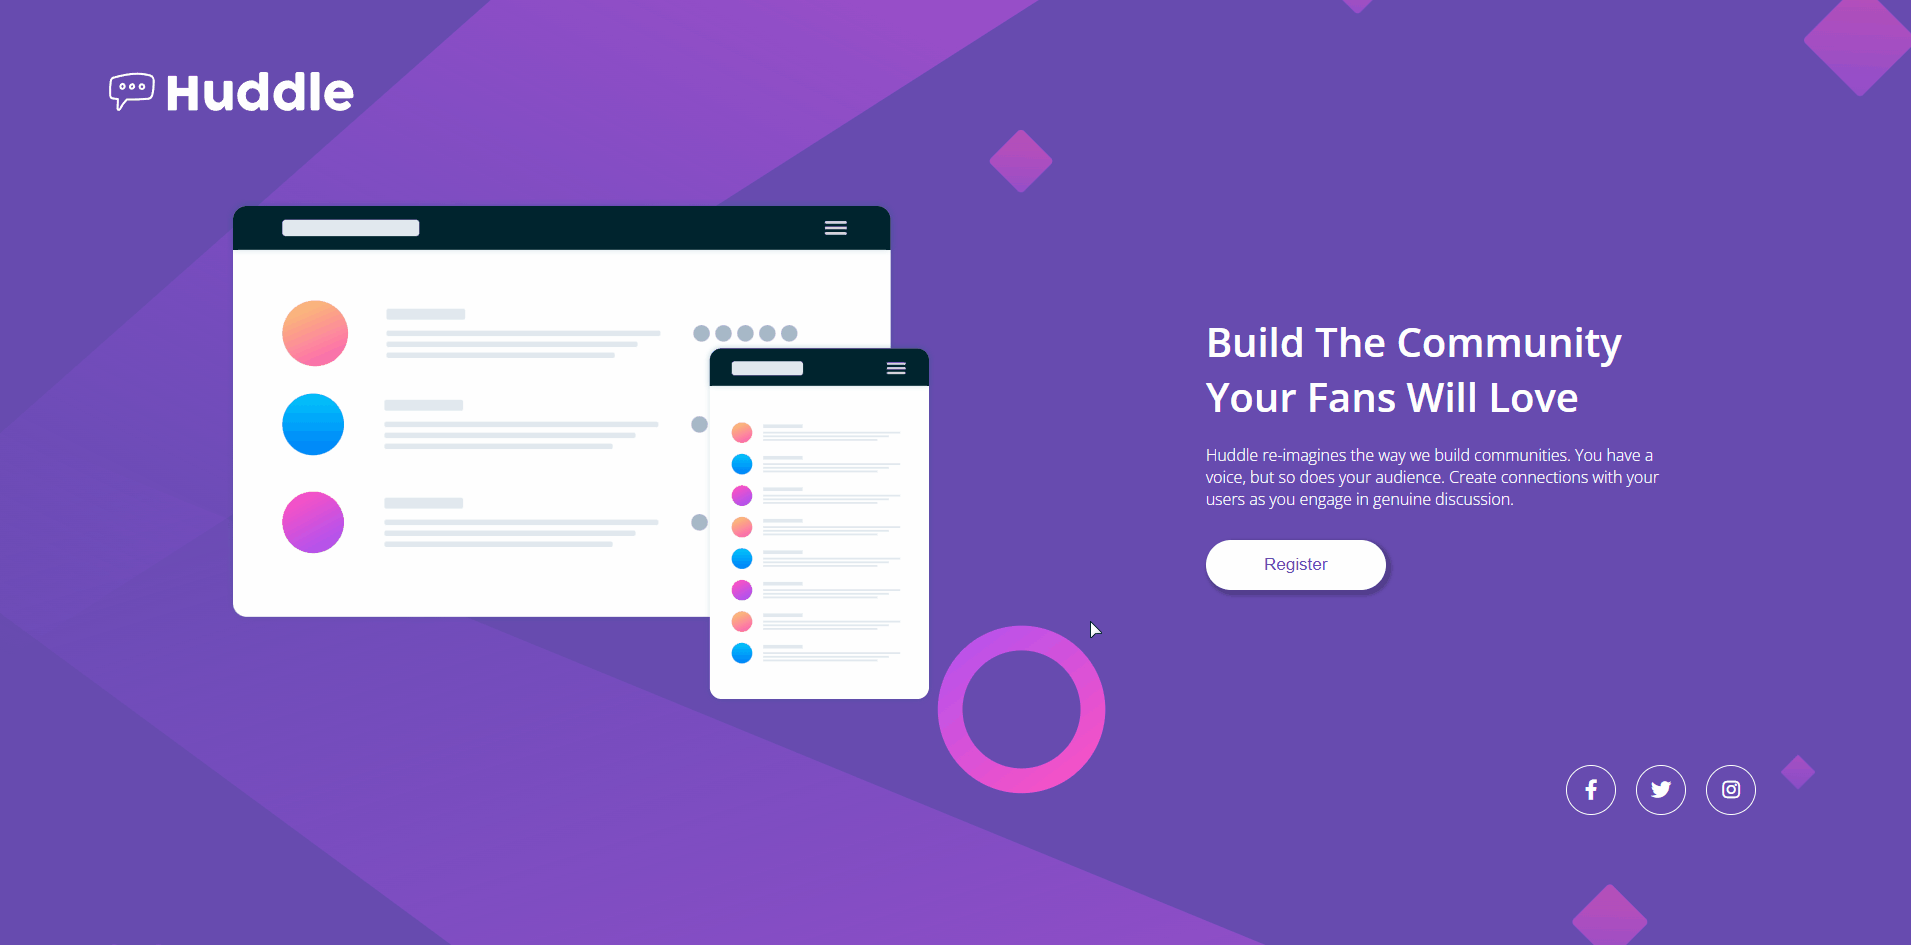 Huddle
Build The Community
Your Fans Will Love
Huddle re-imagines the way we build communities. You have a
voice, but so does your audience. Create connections with your
users as you engage in genuine discussion.
Register